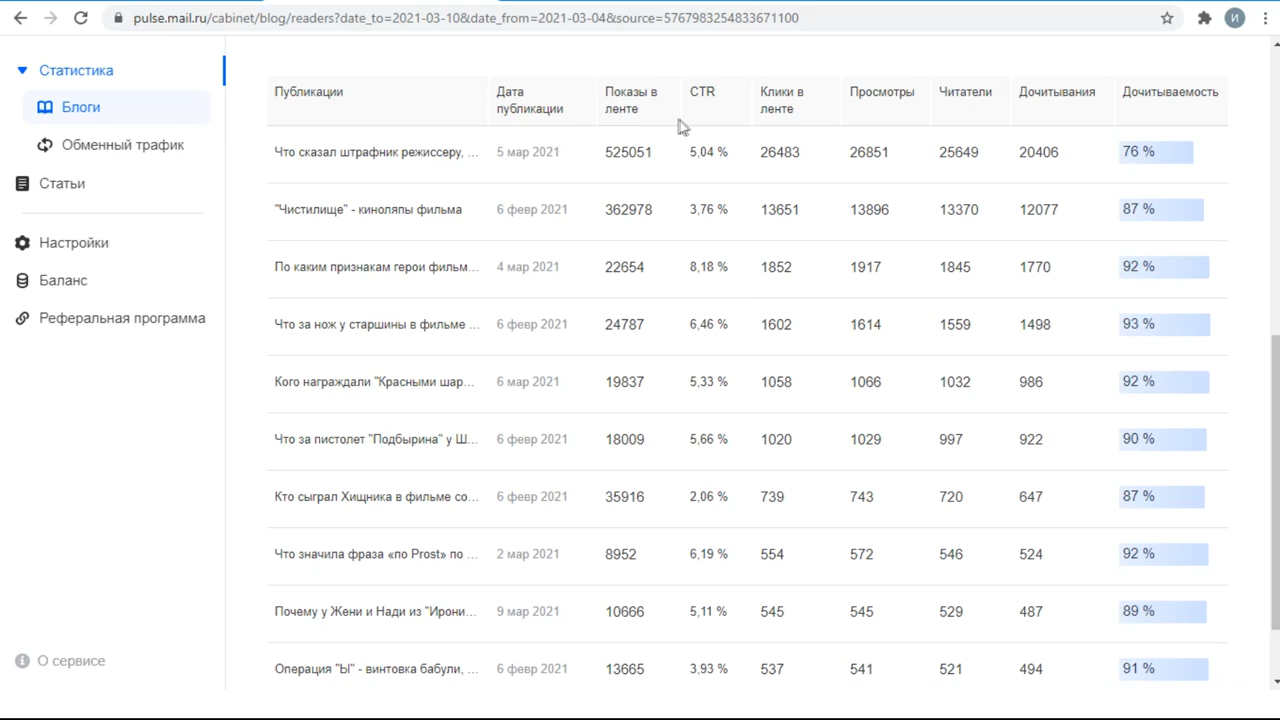 pulse.mail.ru/cabinet/blog/readers?date_to=2021-03-10&date_from=2021-03-04&source=5767983254833671100
И
Статистика
Блоги
Обменный трафик
Статьи
Настройки
Баланс
Реферальная программа
О сервисе
Публикации Дата публикации Показы в ленте CTR Клики в ленте Просмотры Читатели Дочитывания Дочитываемость
Что сказал штрафник режиссеру, ... 5 мар 2021 525051 5,04 % 26483 26851 25649 20406 76 %
"Чистилище" - киноляпы фильма 6 февр 2021 362978 3,76 % 13651 13896 13370 12077 87 %
По каким признакам герои фильм... 4 мар 2021 22654 8,18 % 1852 1917 1845 1770 92 %
Что за нож у старшины в фильме ... 6 февр 2021 24787 6,46 % 1602 1614 1559 1498 93 %
Кого награждали "Красными шар... 6 мар 2021 19837 5,33 % 1058 1066 1032 986 92 %
Что за пистолет "Подбырина" у Ш... 6 февр 2021 18009 5,66 % 1020 1029 997 922 90 %
Кто сыграл Хищника в фильме со... 6 февр 2021 35916 2,06 % 739 743 720 647 87 %
Что значила фраза «по Prost» по ... 2 мар 2021 8952 6,19 % 554 572 546 524 92 %
Почему у Жени и Нади из "Ирони... 9 мар 2021 10666 5,11 % 545 545 529 487 89 %
Операция "Ы" - винтовка бабули, ... 6 февр 2021 13665 3,93 % 537 541 521 494 91 %